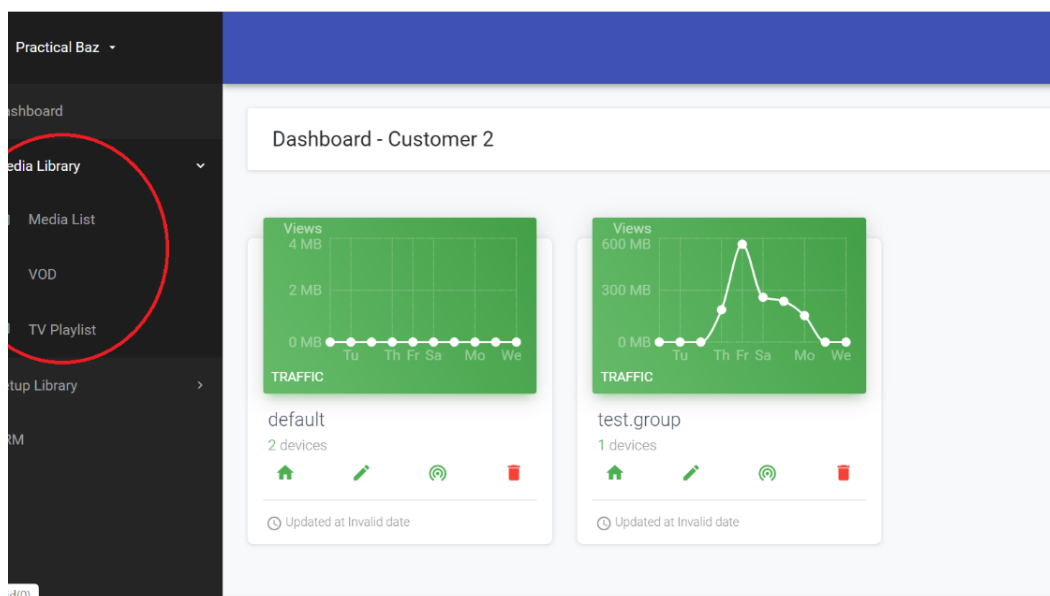 Practical Baz
ashboard
edia Library
Media List
VOD
TV Playlist
etup Library
RM
id(0)
Dashboard - Customer 2
Views
4 MB
2 MB
0 MB
Tu Th Fr Sa Mo We
TRAFFIC
default
2 devices
Updated at Invalid date
Views
600 MB
300 MB
0 MB
Tu Th Fr Sa Mo We
TRAFFIC
test.group
1 devices
Updated at Invalid date